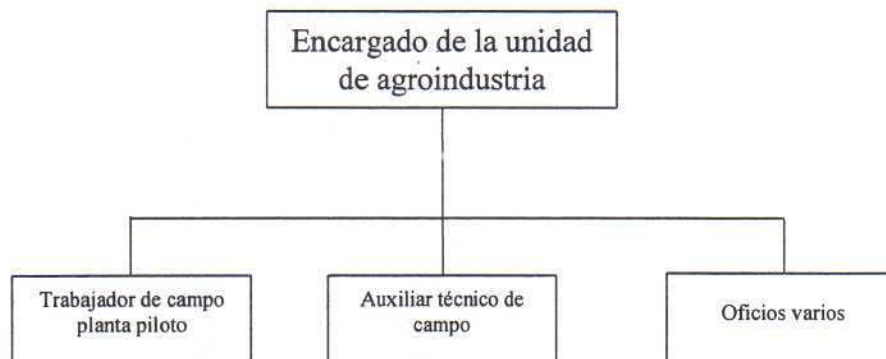 Encargado de la unidad
de agroindustria
Trabajador de campo
planta piloto
Auxiliar técnico de
campo
Oficios varios